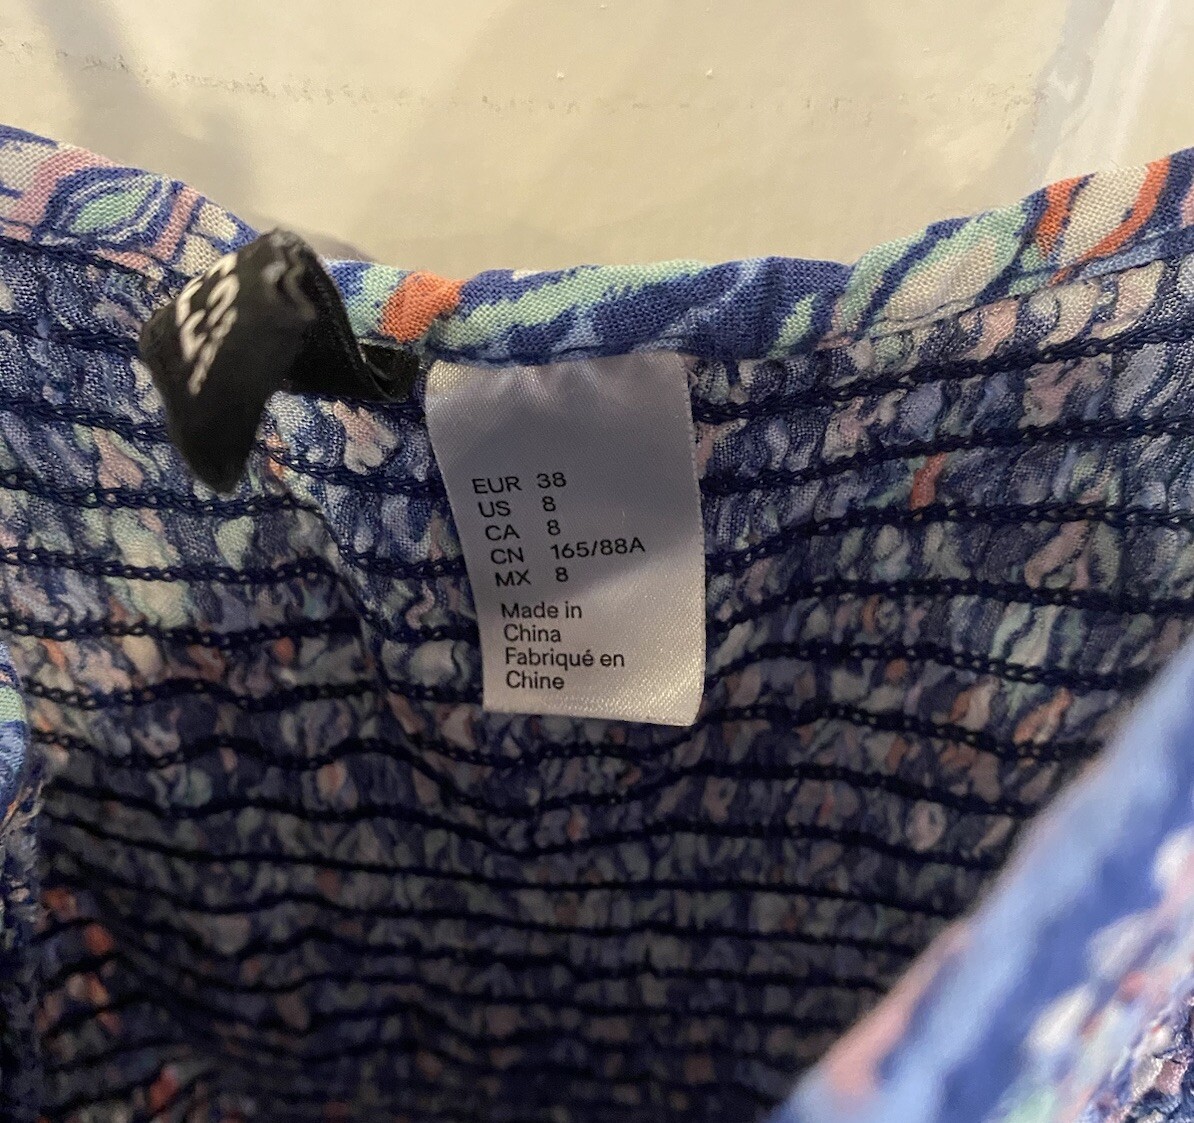 EUR 38
US 8
CA 8
CN 165/88A
MX 8
Made in
China
Fabriqué en
Chine